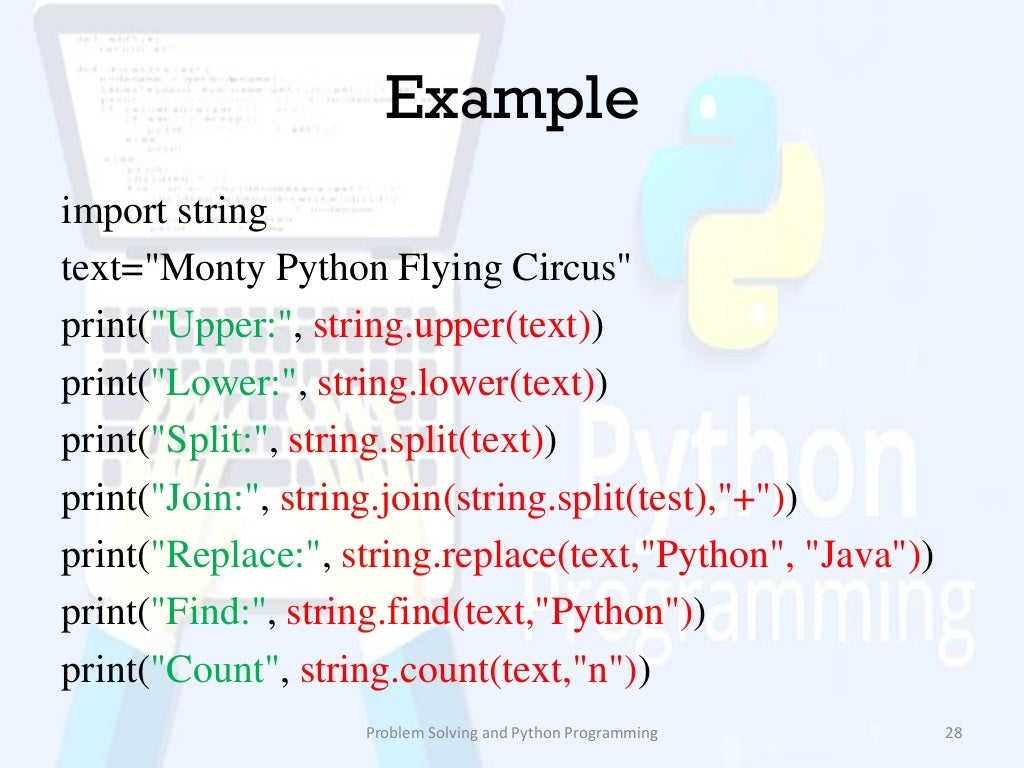 Example
import string
text="Monty Python Flying Circus"
print("Upper:", string.upper(text))
print("Lower:", string.lower(text))
print("Split:", string.split(text))
print("Join:", string.join(string.split(test),"+"))
print("Replace:", string.replace(text,"Python", "Java"))
print("Find:", string.find(text,"Python"))
print("Count", string.count(text,"n"))
Python
Programming
Problem Solving and Python Programming
28